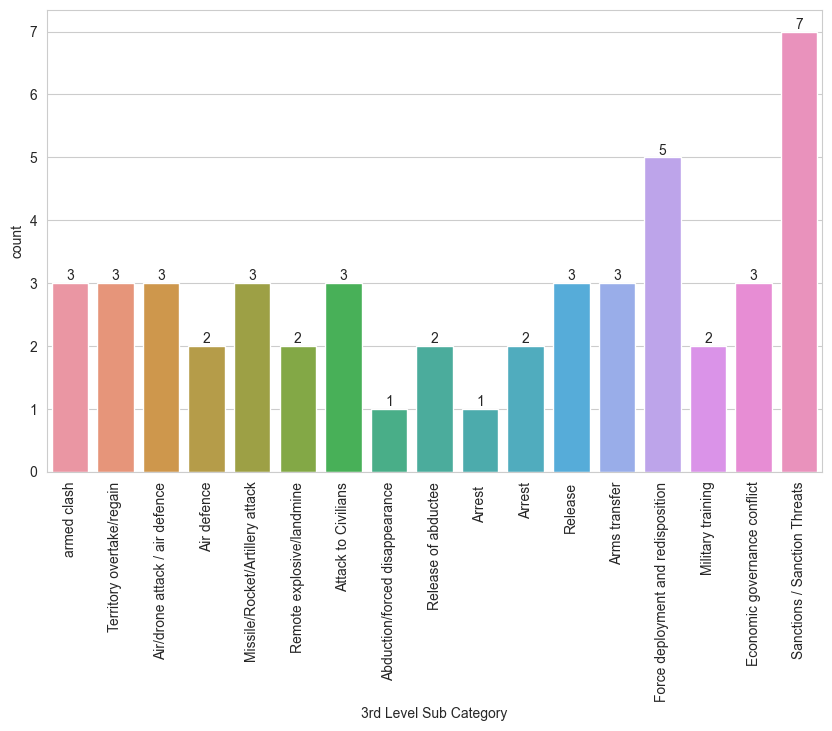 7
6
5
4
3
2
1
0
count
3
3
3
2
3
2
3
1
2
1
2
3
3
5
2
3
7
armed clash
Territory overtake/regain
Air/drone attack / air defence
Air defence
Missile/Rocket/Artillery attack
Remote explosive/landmine
Attack to Civilians
Abduction/forced disappearance
Release of abductee
Arrest
Arrest
Release
Arms transfer
Force deployment and redisposition
Military training
Economic governance conflict
Sanctions / Sanction Threats
3rd Level Sub Category